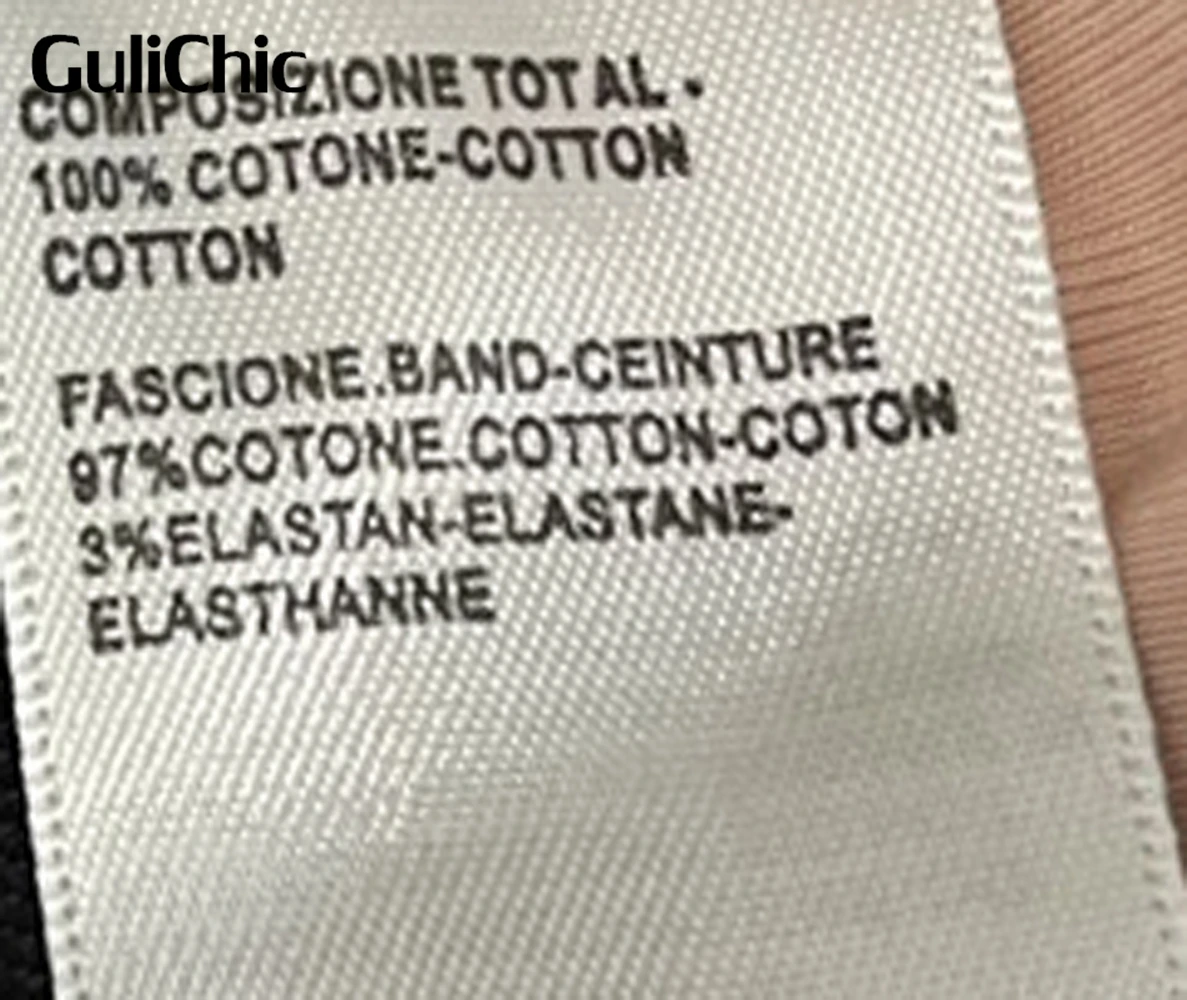 GuliChic
COMPOSIZIONE TOTAL -
100% COTONE-COTTON
COTTON
FASCIONE.BAND-CEINTURE
97%COTONE.COTTON-COTON
3%ELASTAN-ELASTANE-
ELASTHANNE